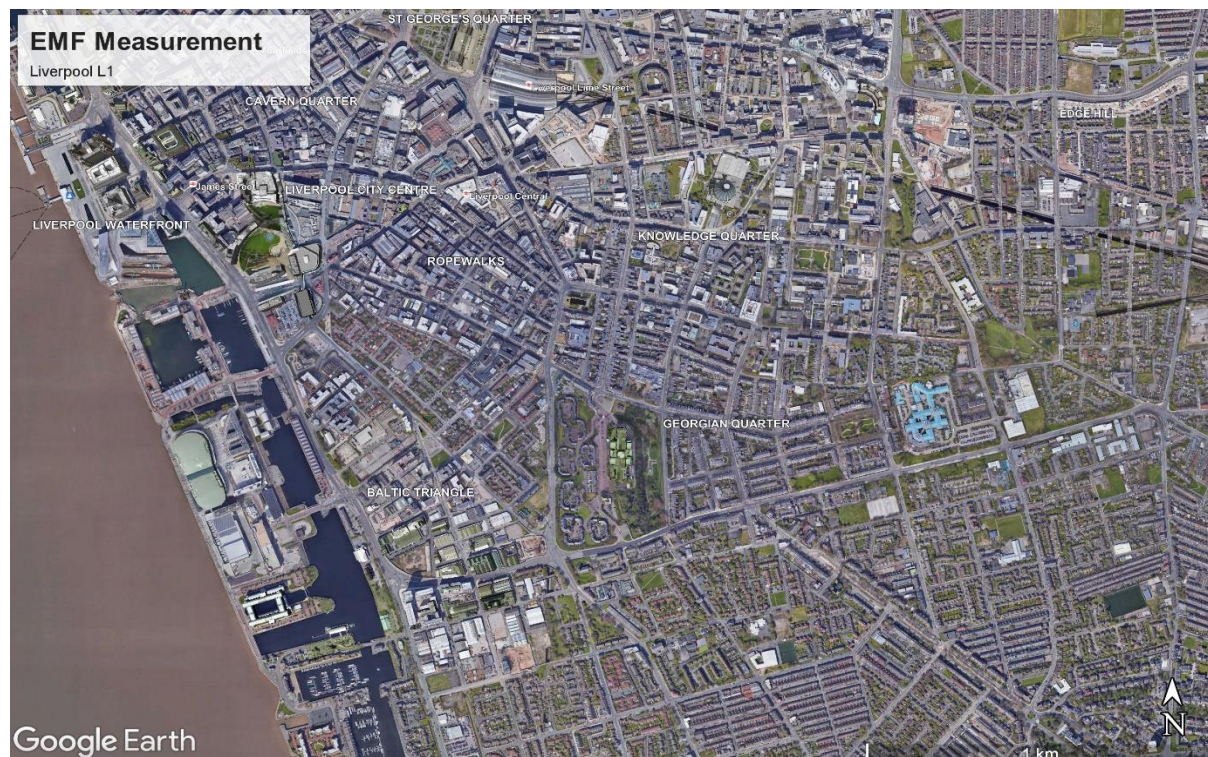 EMF Measurement
Liverpool L1
ST GEORGE'S QUARTER
Liverpool Lime Street
CAVERN QUARTER
EDGE HILL
James Street
LIVERPOOL CITY CENTRE
Liverpool Central
LIVERPOOL WATERFRONT
KNOWLEDGE QUARTER
ROPEWALKS
GEORGIAN QUARTER
BALTIC TRIANGLE
N
Google Earth
1 km